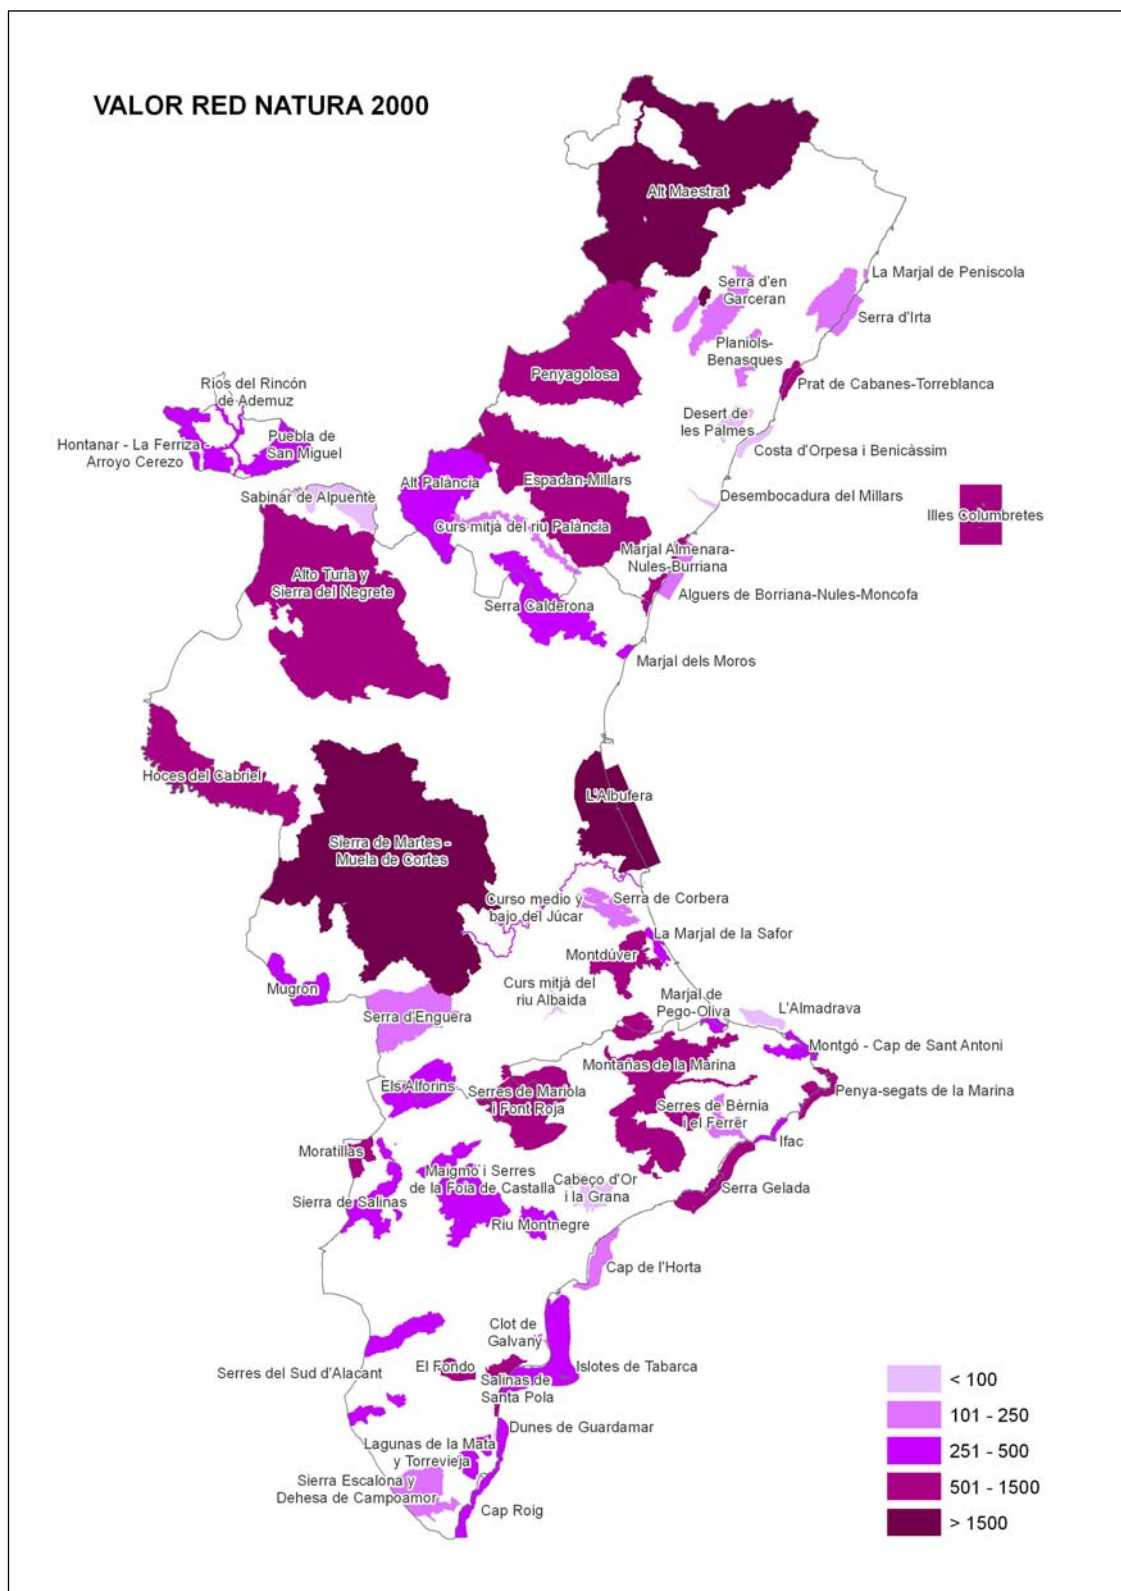 VALOR RED NATURA 2000
Alt Maestrat
La Marjal de Peníscola
Serra d'en
Garceran
Serra d'Irta
Planiols-
Benasques
Penyagolosa
Prat de Cabanes-Torreblanca
Rios del Rincón
de Ademuz
Desert de
les Palmes
Puebla de
San Miguel
Hontanar - La Ferriza -
Arroyo Cerezo
Costa d'Orpesa i Benicàssim
Alt Palància
Espadan-Millars
Sabinar de Alpuente
Desembocadura del Millars
Illes Columbretes
Curs mitjà del riu Palància
Marjal Almenara-
Nules-Burriana
Alto Turia y
Sierra del Negrete
Alguers de Borriana-Nules-Moncofa
Serra Calderona
Marjal dels Moros
Hoces del Cabriel
L'Albufera
Sierra de Martes -
Muela de Cortes
Curso medio y
bajo del Júcar
Serra de Corbera
La Marjal de la Safor
Montdúver
Mugrón
Curs mitjà del
riu Albaida
Marjal de
Pego-Oliva
L'Almadrava
Serra d'Enguera
Montgó - Cap de Sant Antoni
Montañas de la Marina
Els Alforins
Serres de Mariola
i Font Roja
Penya-segats de la Marina
Serres de Bèrnia
i el Ferrer
Ifac
Moratillas
Maigmó i Serres
de la Foia de Castalla
Cabeço d'Or
i la Grana
Serra Gelada
Sierra de Salinas
Riu Montnegre
Cap de l'Horta
Clot de
Galvany
Serres del Sud d'Alacant
El Fondo
Islotes de Tabarca
Salinas de
Santa Pola
Dunes de Guardamar
Lagunas de la Mata
y Torrevieja
Sierra Escalona y
Dehesa de Campoamor
Cap Roig
< 100
101 - 250
251 - 500
501 - 1500
> 1500